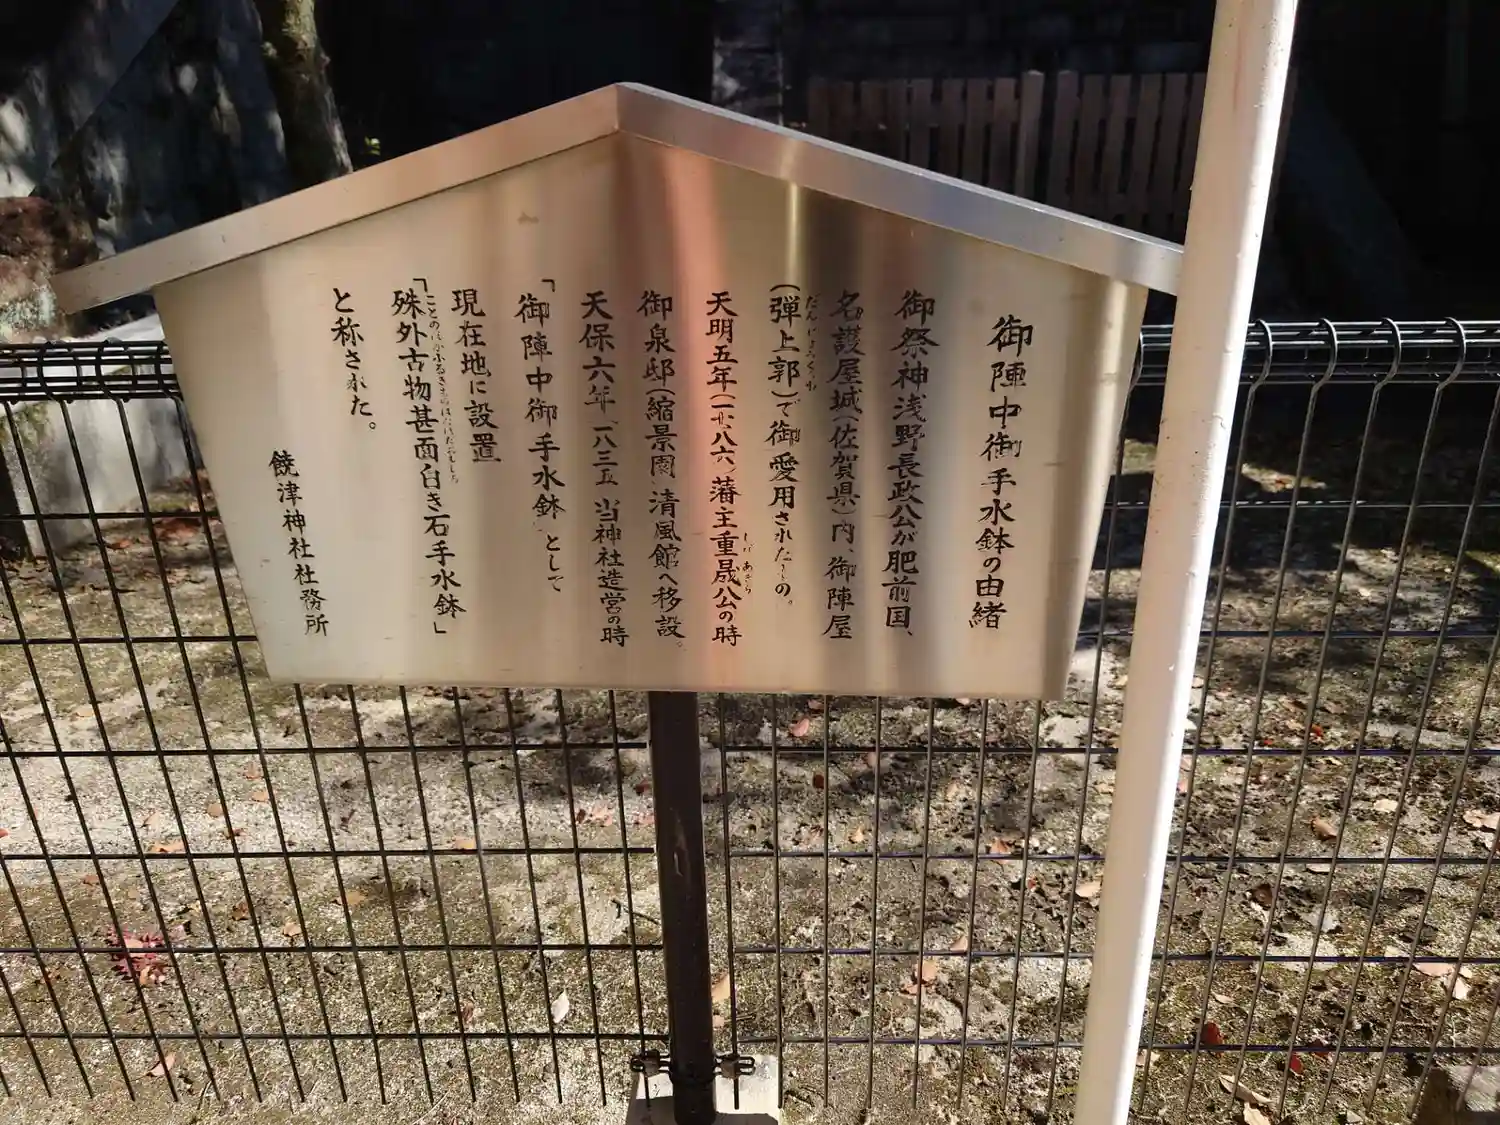 御陣中御手水鉢の由緒
御祭神浅野長政公が肥前国、
名護屋城(佐賀県)内、御陣屋
(弾上郭)で御愛用されたもの。
天明五年(一七八六)藩主重晟公の時
御泉邸(縮景園)清風館へ移設。
天保六年(一八三五)当神社造営の時
「御陣中御手水鉢」として
現在地に設置
「殊外古物甚面白き石手水鉢」
と称された。
饒津神社社務所